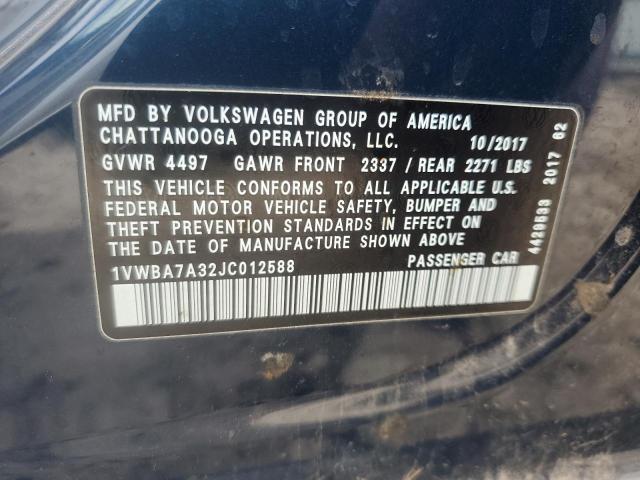 MFD BY VOLKSWAGEN GROUP OF AMERICA
CHATTANOOGA OPERATIONS, LLC. 10/2017
GVWR 4497 GAWR FRONT 2337 / REAR 2271 LBS
THIS VEHICLE CONFORMS TO ALL APPLICABLE U.S.
FEDERAL MOTOR VEHICLE SAFETY, BUMPER AND
THEFT PREVENTION STANDARDS IN EFFECT ON
THE DATE OF MANUFACTURE SHOWN ABOVE
1VWBA7A32JC012588 PASSENGER CAR
2017 62